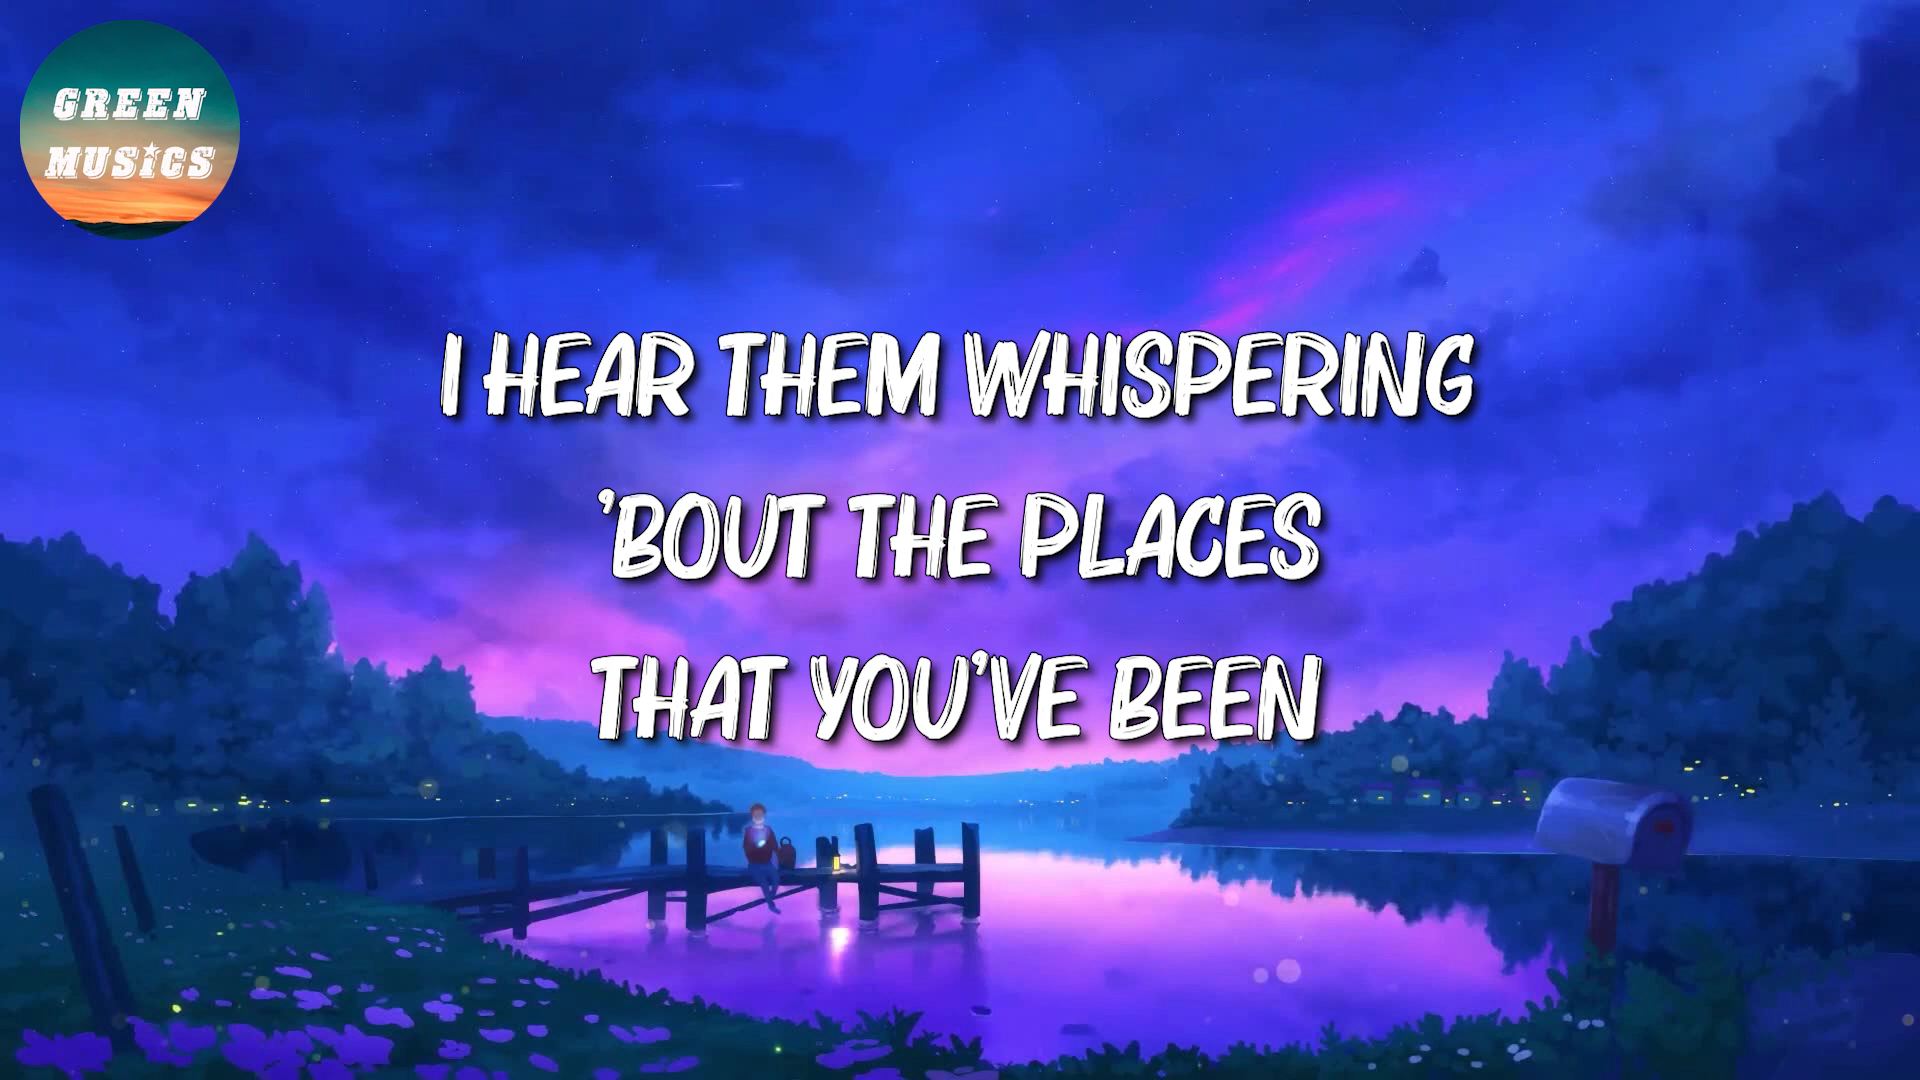 GREEN
MUSICS
I HEAR THEM WHISPERING
'BOUT THE PLACES
THAT YOU'VE BEEN